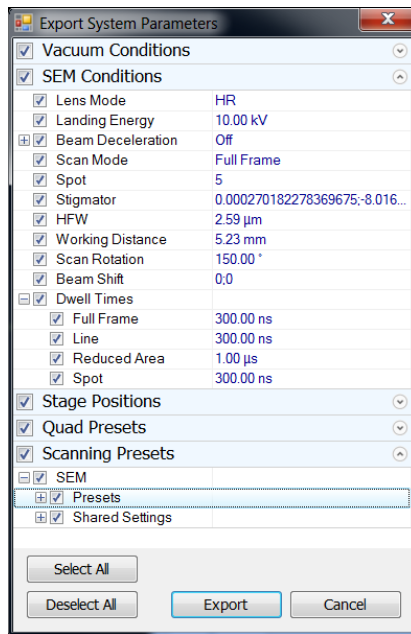 Export System Parameters
Vacuum Conditions
SEM Conditions
Lens Mode HR
Landing Energy 10.00 kV
Beam Deceleration Off
Scan Mode Full Frame
Spot 5
Stigmator 0.000270182278369675;-8.016...
HFW 2.59 µm
Working Distance 5.23 mm
Scan Rotation 150.00 °
Beam Shift 0;0
Dwell Times
Full Frame 300.00 ns
Line 300.00 ns
Reduced Area 1.00 µs
Spot 300.00 ns
Stage Positions
Quad Presets
Scanning Presets
SEM
Presets
Shared Settings
Select All
Deselect All Export Cancel